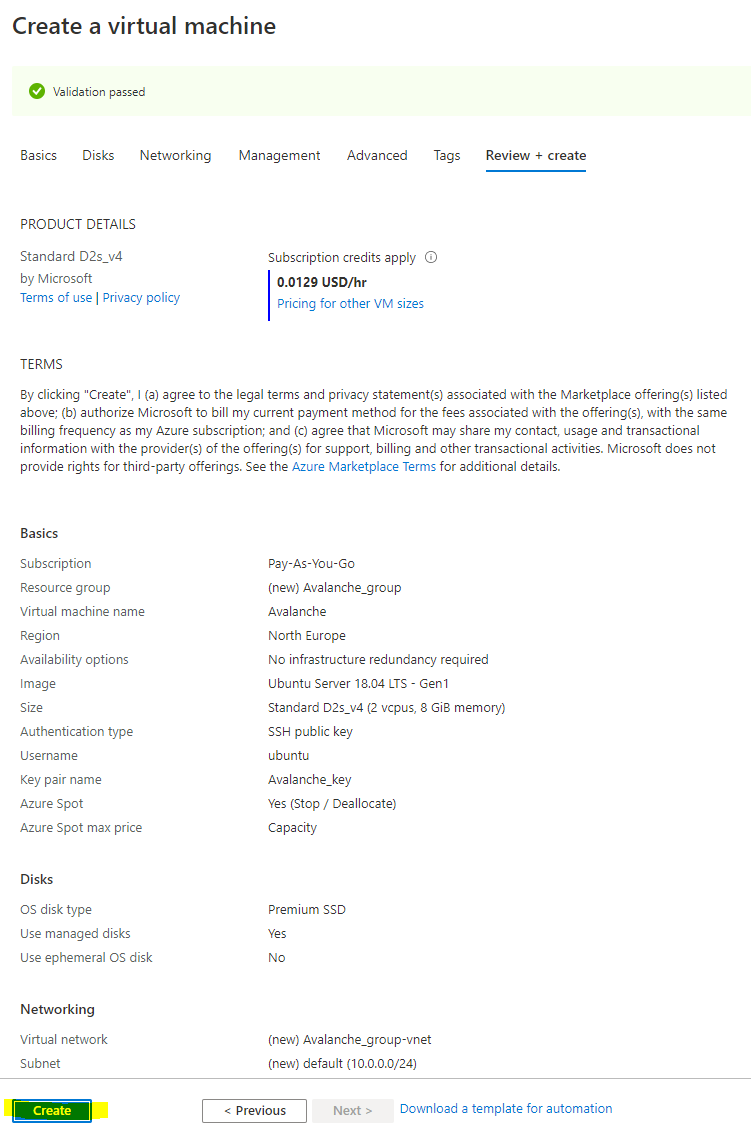 Create a virtual machine
Validation passed
Basics Disks Networking Management Advanced Tags Review + create
PRODUCT DETAILS
Standard D2s_v4
by Microsoft
Terms of use | Privacy policy
Subscription credits apply
0.0129 USD/hr
Pricing for other VM sizes
TERMS
By clicking "Create", I (a) agree to the legal terms and privacy statement(s) associated with the Marketplace offering(s) listed
above; (b) authorize Microsoft to bill my current payment method for the fees associated with the offering(s), with the same
billing frequency as my Azure subscription; and (c) agree that Microsoft may share my contact, usage and transactional
information with the provider(s) of the offering(s) for support, billing and other transactional activities. Microsoft does not
provide rights for third-party offerings. See the Azure Marketplace Terms for additional details.
Basics
Subscription Pay-As-You-Go
Resource group (new) Avalanche_group
Virtual machine name Avalanche
Region North Europe
Availability options No infrastructure redundancy required
Image Ubuntu Server 18.04 LTS - Gen1
Size Standard D2s_v4 (2 vcpus, 8 GiB memory)
Authentication type SSH public key
Username ubuntu
Key pair name Avalanche_key
Azure Spot Yes (Stop / Deallocate)
Azure Spot max price Capacity
Disks
OS disk type Premium SSD
Use managed disks Yes
Use ephemeral OS disk No
Networking
Virtual network (new) Avalanche_group-vnet
Subnet (new) default (10.0.0.0/24)
Create < Previous Next > Download a template for automation